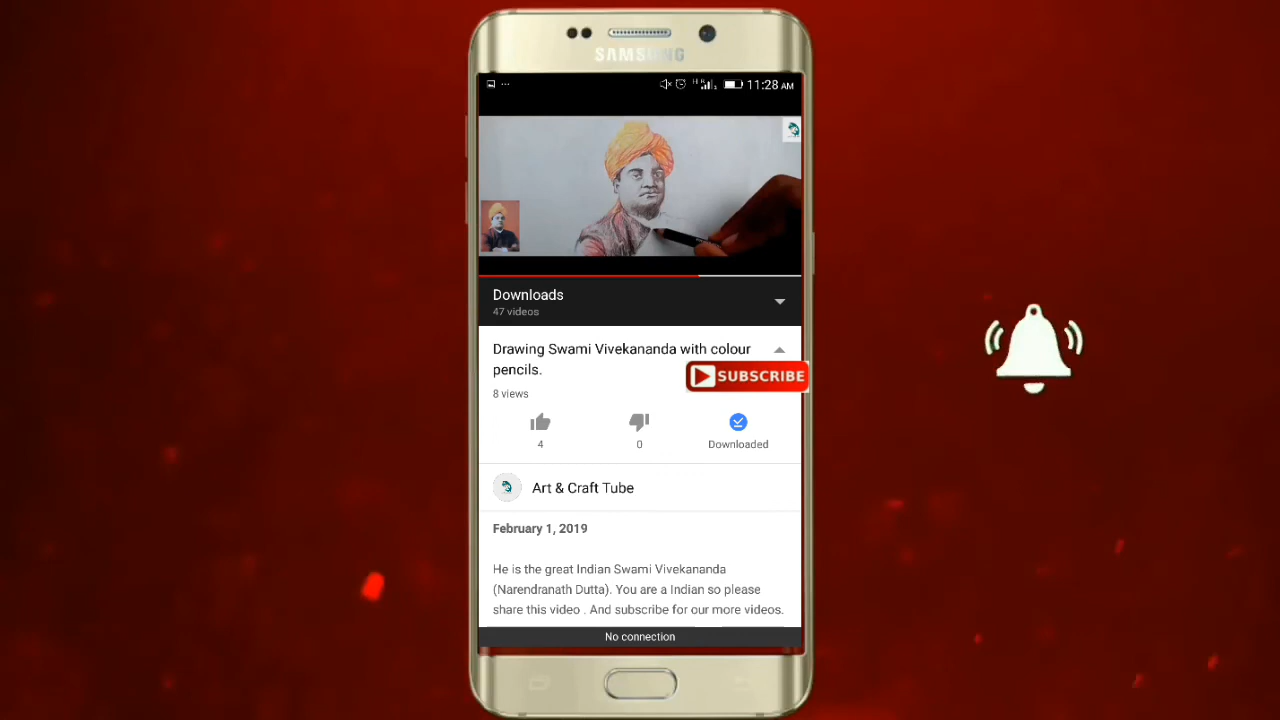 SAMSUNG
11:28 AM
Downloads
47 videos
Drawing Swami Vivekananda with colour
pencils.
SUBSCRIBE
8 views
4
0
Downloaded
Art & Craft Tube
February 1, 2019
He is the great Indian Swami Vivekananda
(Narendranath Dutta). You are a Indian so please
share this video . And subscribe for our more videos.
No connection